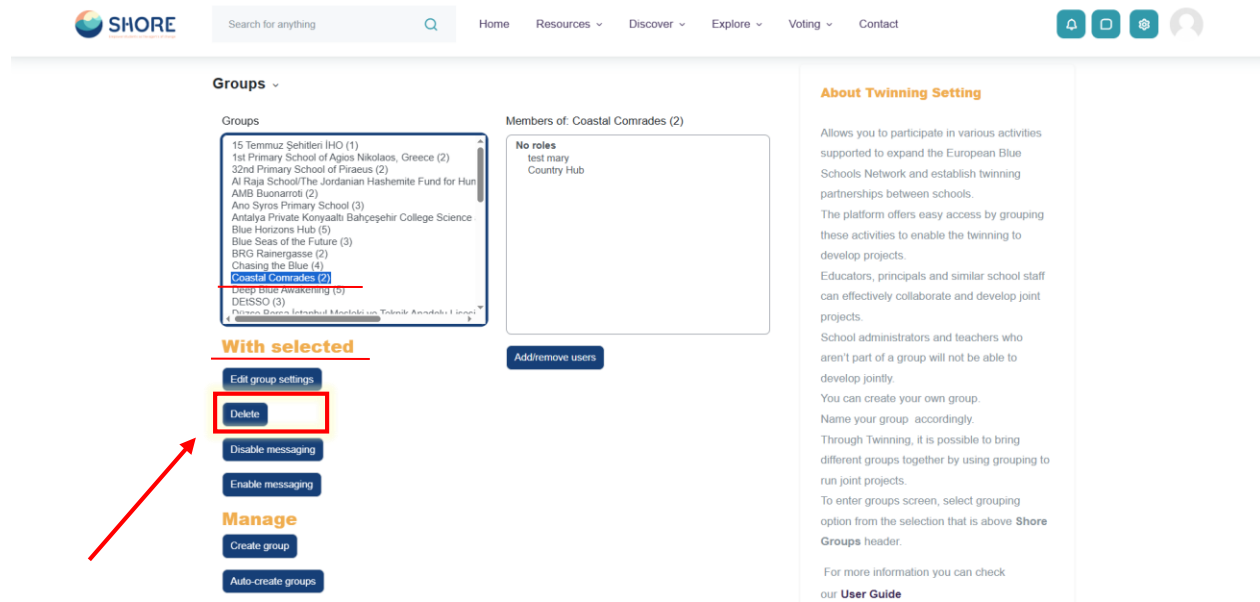 SHORE
Search for anything
Home
Resources
Discover
Explore
Voting
Contact
Groups
Groups
15 Temmuz Şehitleri İHO (1)
1st Primary School of Agios Nikolaos, Greece (2)
32nd Primary School of Piraeus (2)
Al Raja School/The Jordanian Hashemite Fund for Hun
AMB Buonarroti (2)
Ano Syros Primary School (3)
Antalya Private Konyaaltı Bahçeşehir College Science
Blue Horizons Hub (5)
Blue Seas of the Future (3)
BRG Rainergasse (2)
Chasing the Blue (4)
Coastal Comrades (2)
Deep Blue Awakening (5)
DEtSSO (3)
Düzce Borsa İstanbul Mesleki ve Teknik Anadolu Lisesi
With selected
Edit group settings
Delete
Disable messaging
Enable messaging
Manage
Create group
Auto-create groups
Members of: Coastal Comrades (2)
No roles
test mary
Country Hub
Add/remove users
About Twinning Setting
Allows you to participate in various activities
supported to expand the European Blue
Schools Network and establish twinning
partnerships between schools.
The platform offers easy access by grouping
these activities to enable the twinning to
develop projects.
Educators, principals and similar school staff
can effectively collaborate and develop joint
projects.
School administrators and teachers who
aren't part of a group will not be able to
develop jointly.
You can create your own group.
Name your group accordingly.
Through Twinning, it is possible to bring
different groups together by using grouping to
run joint projects.
To enter groups screen, select grouping
option from the selection that is above Shore
Groups header.
For more information you can check
our User Guide